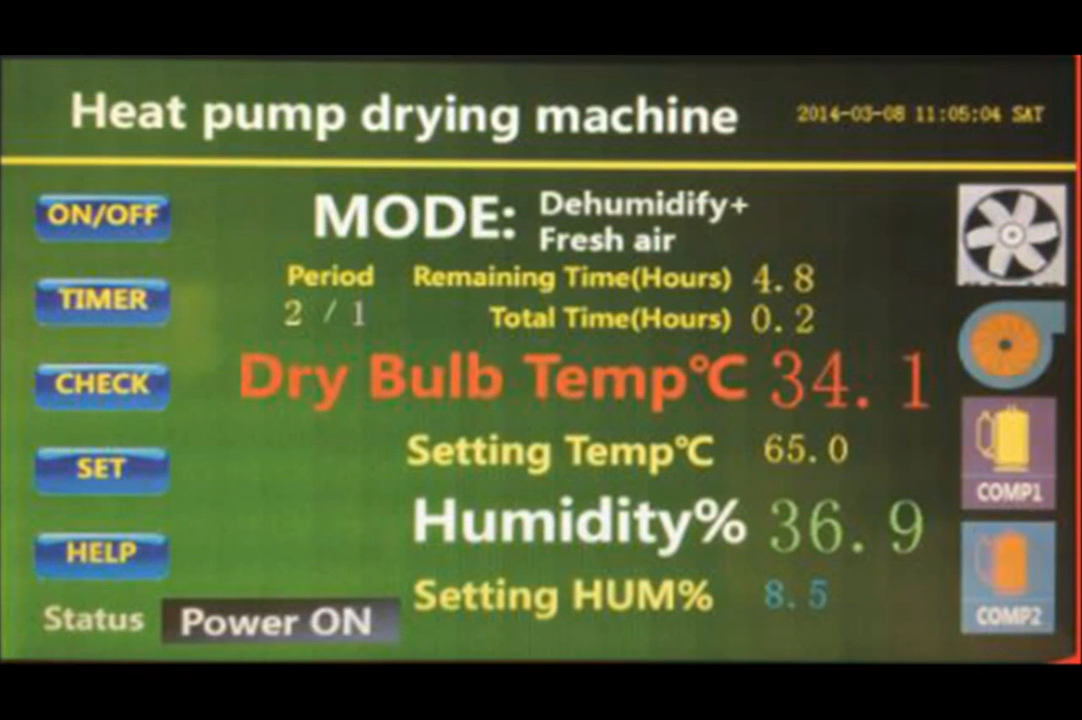 Heat pump drying machine 2014-03-08 11:05:04 SAT
ON/OFF
MODE: Dehumidify+
Fresh air
Period Remaining Time(Hours) 4.8
TIMER
2 / 1 Total Time(Hours) 0.2
CHECK
Dry Bulb Temp℃ 34.1
SET
Setting Temp℃ 65.0
COMP1
Humidity% 36.9
HELP
Setting HUM% 8.5
COMP2
Status Power ON